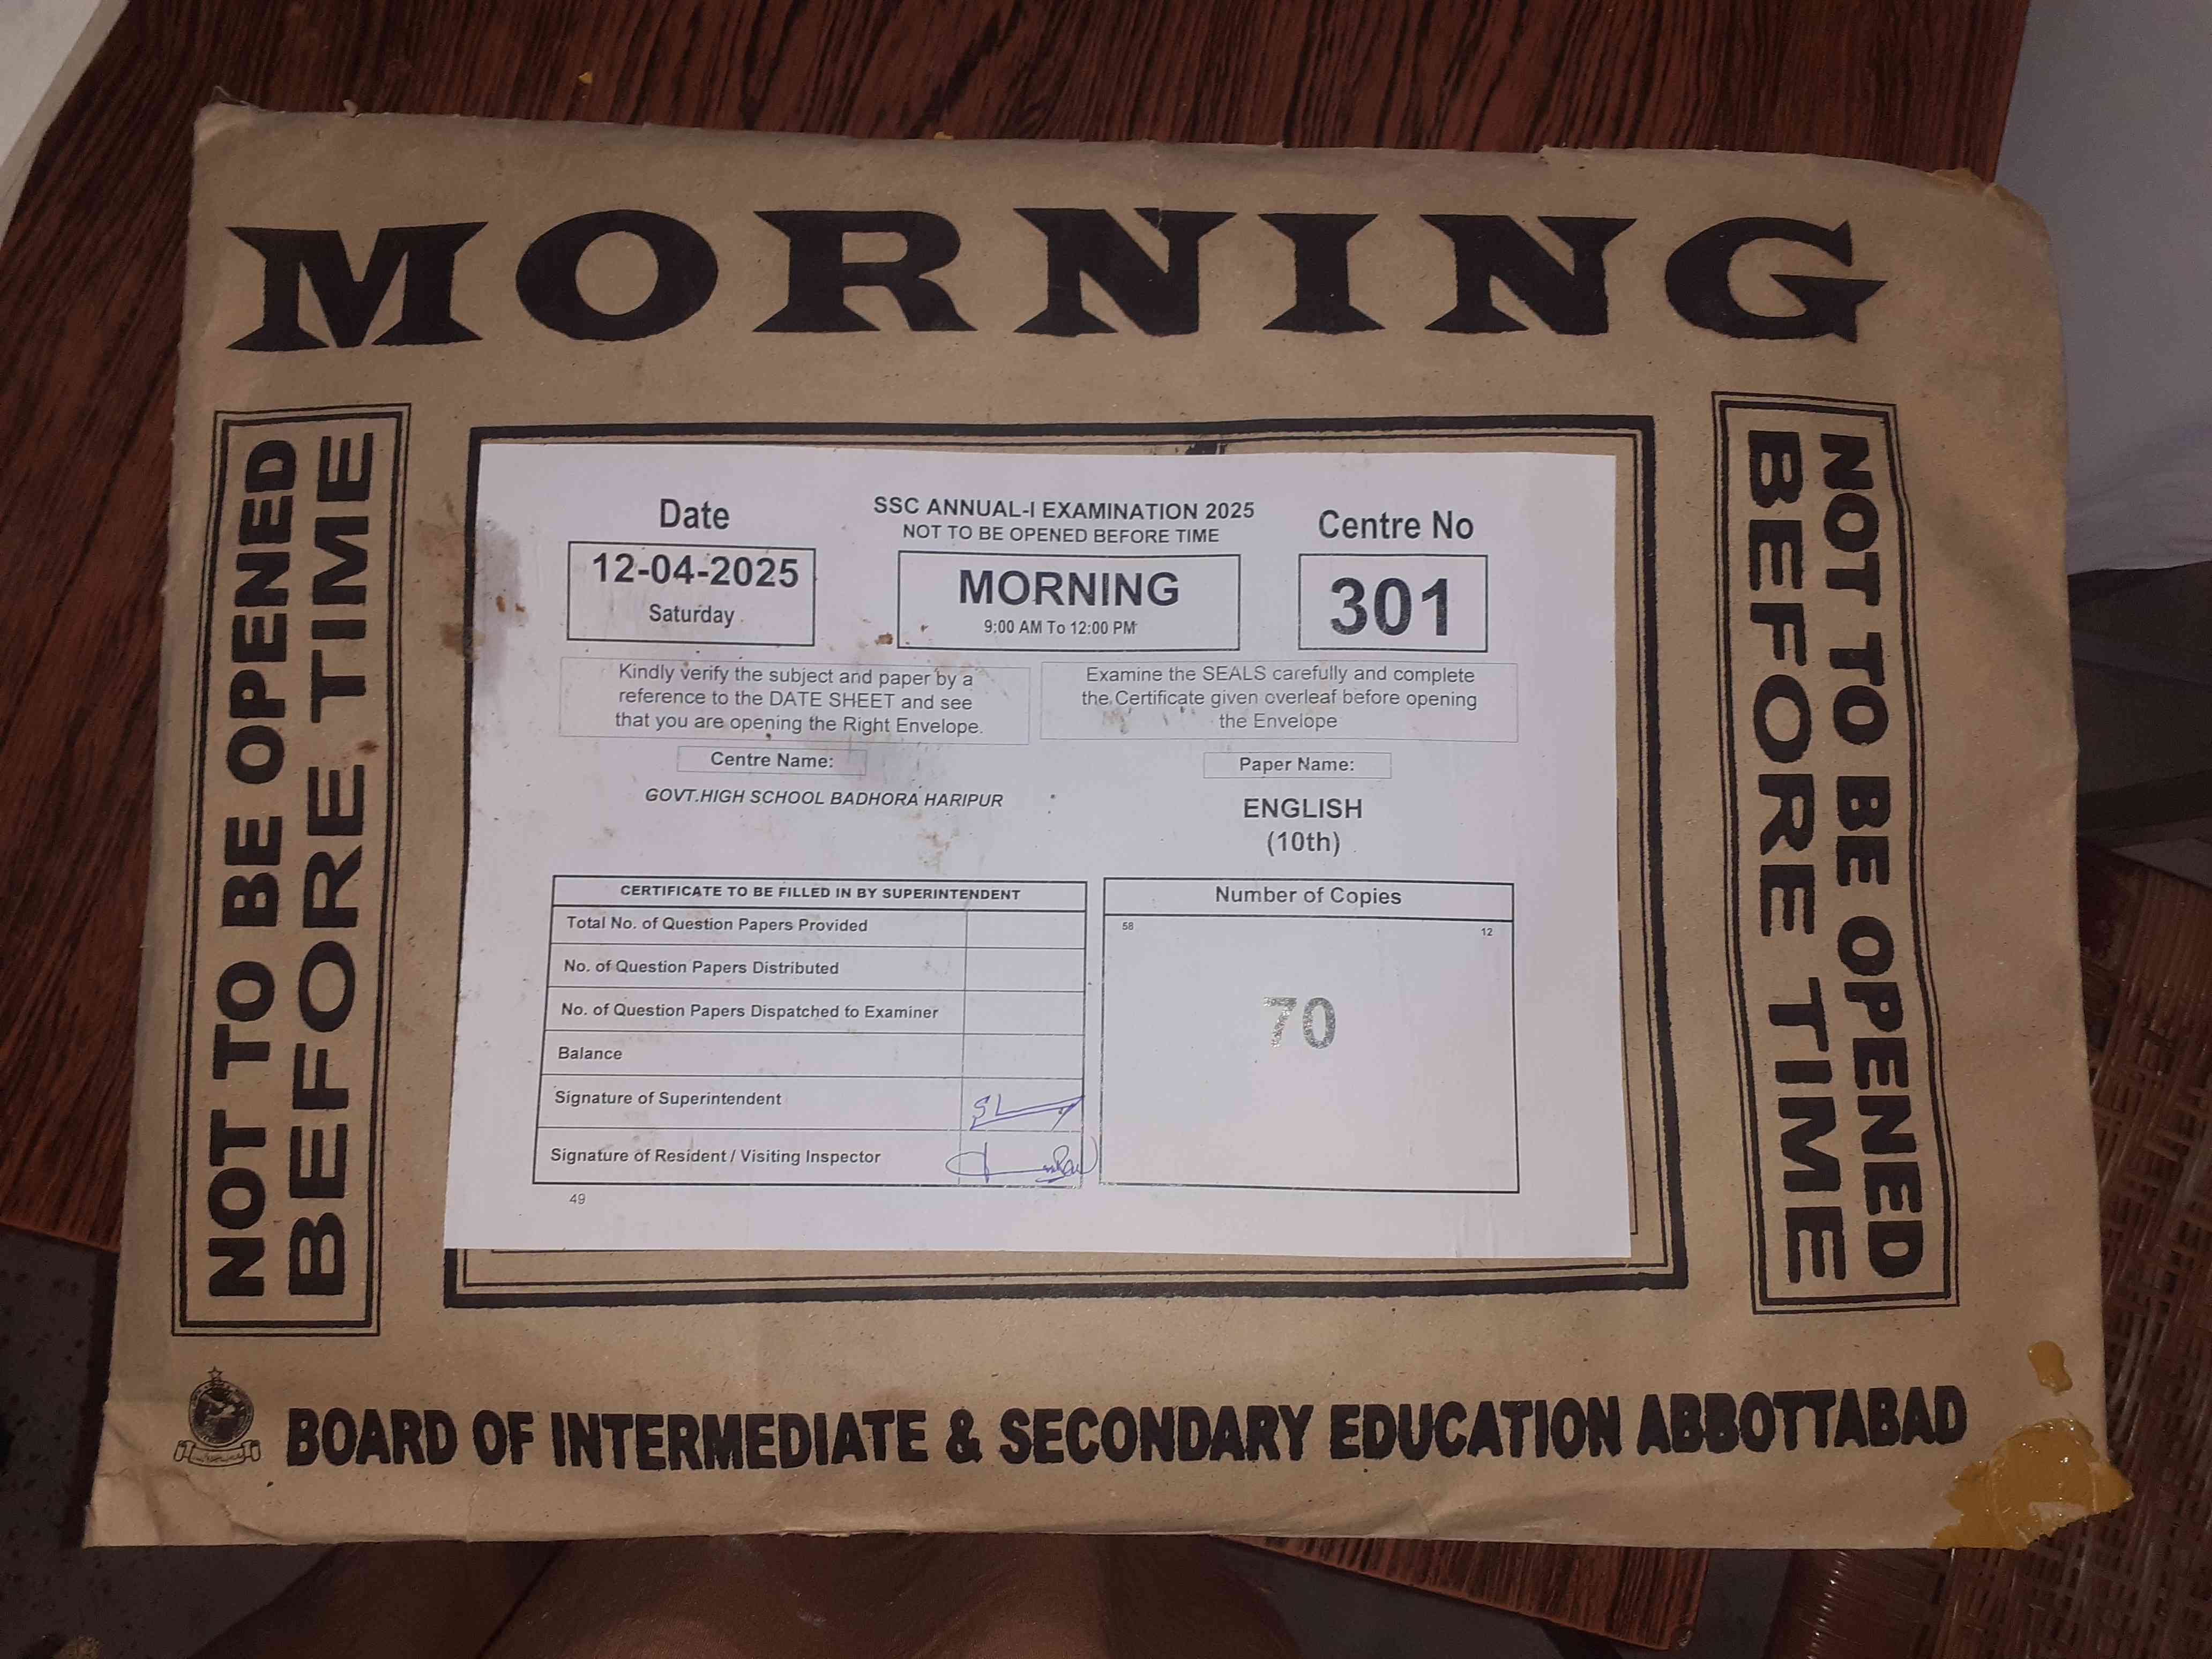 MORNING
NOT TO BE OPENED
BEFORE TIME
Date
12-04-2025
Saturday
SSC ANNUAL-I EXAMINATION 2025
NOT TO BE OPENED BEFORE TIME
MORNING
9:00 AM To 12:00 PM
Centre No
301
Kindly verify the subject and paper by a
reference to the DATE SHEET and see
that you are opening the Right Envelope.
Examine the SEALS carefully and complete
the Certificate given overleaf before opening
the Envelope
Centre Name:
GOVT.HIGH SCHOOL BADHORA HARIPUR
Paper Name:
ENGLISH
(10th)
CERTIFICATE TO BE FILLED IN BY SUPERINTENDENT
Total No. of Question Papers Provided
No. of Question Papers Distributed
No. of Question Papers Dispatched to Examiner
Balance
Signature of Superintendent
Signature of Resident / Visiting Inspector
49
Number of Copies
58 12
70
NOT TO BE OPENED
BEFORE TIME
BOARD OF INTERMEDIATE & SECONDARY EDUCATION ABBOTTABAD